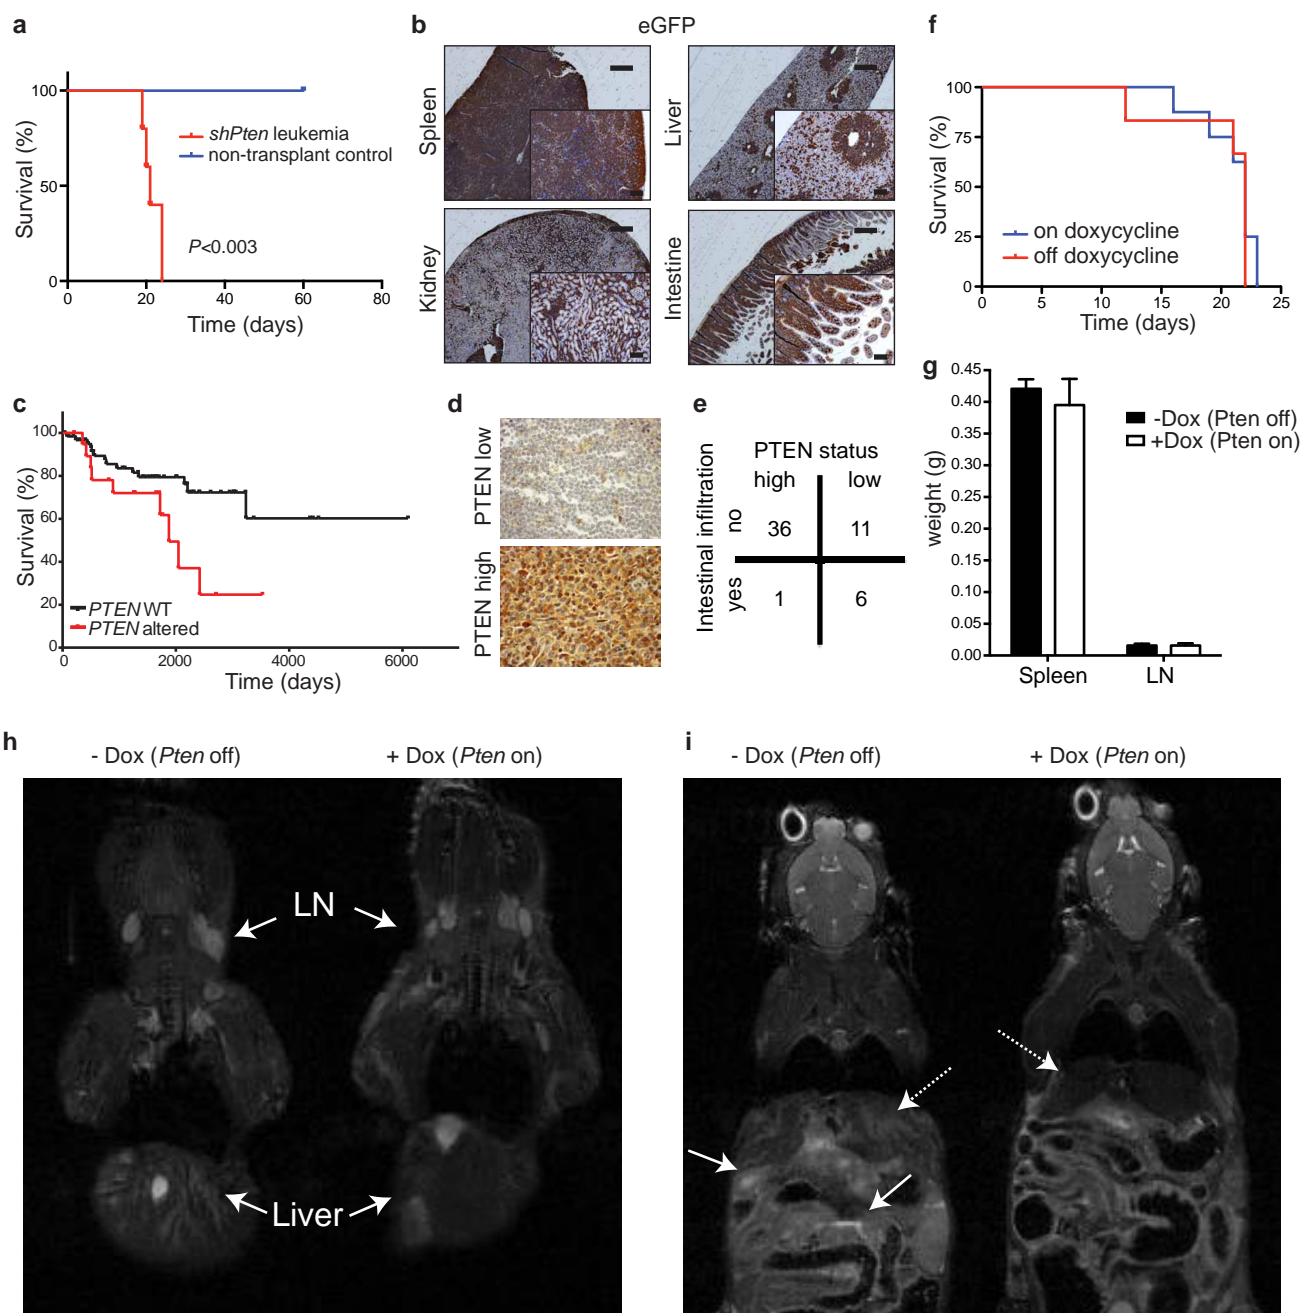 a
100
50
0
Survival (%)
shPten leukemia
non-transplant control
P<0.003
0 20 40 60 80
Time (days)
b
eGFP
Spleen
Liver
Kidney
Intestine
f
100
75
50
25
0
Survival (%)
on doxycycline
off doxycycline
0 5 10 15 20 25
Time (days)
c
100
80
60
40
20
0
Survival (%)
PTEN WT
PTEN altered
0 2000 4000 6000
Time (days)
d
PTEN low
PTEN high
e
PTEN status
high low
Intestinal infiltration
no
yes
36 11
1 6
g
0.45
0.40
0.35
0.30
0.25
0.20
0.15
0.10
0.05
0.00
weight (g)
-Dox (Pten off)
+Dox (Pten on)
Spleen LN
h
- Dox (Pten off) + Dox (Pten on)
LN
Liver
i
- Dox (Pten off) + Dox (Pten on)